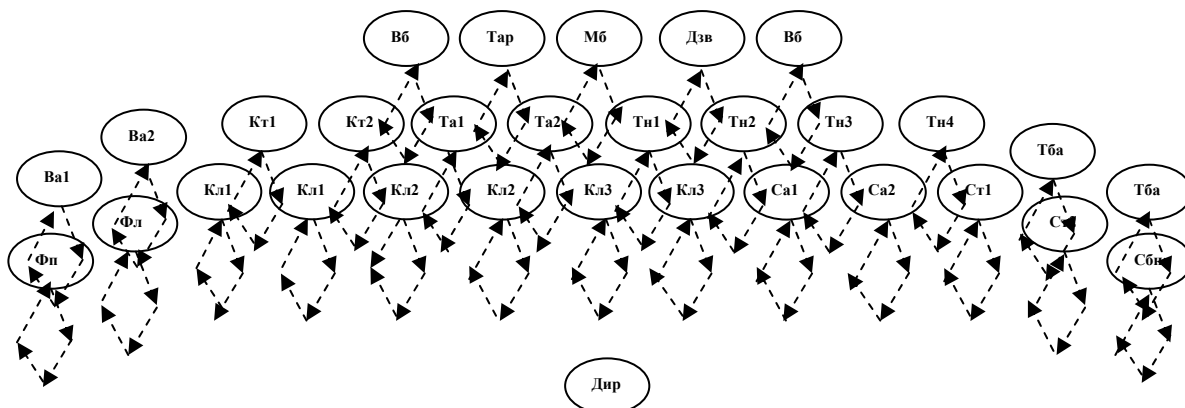 Вб Тар Мб Дзв Вб
Ва2 Кт1 Кт2 Та1 Та2 Тн1 Тн2 Тн3 Тн4 Тба
Ва1 Кл1 Кл1 Кл2 Кл2 Кл3 Кл3 Са1 Са2 Ст1 Тба
Фп Фл Сбн
Дир